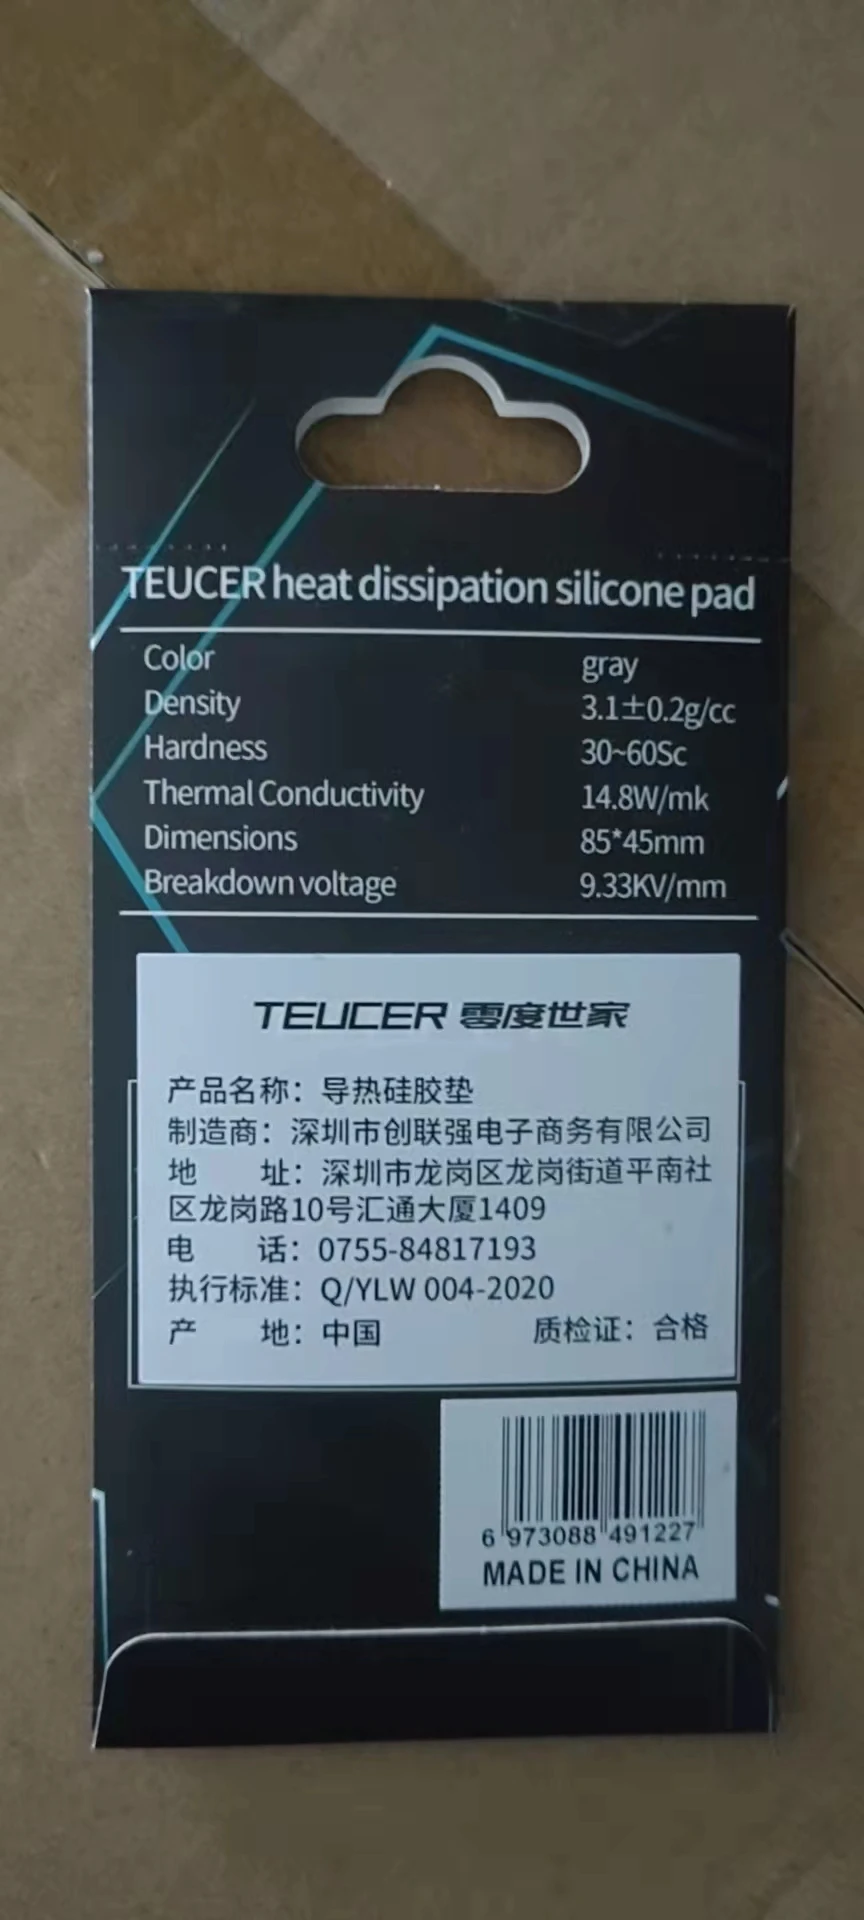 TEUCER heat dissipation silicone pad
Color gray
Density 3.1±0.2g/cc
Hardness 30~60Sc
Thermal Conductivity 14.8W/mk
Dimensions 85*45mm
Breakdown voltage 9.33KV/mm
TEUCER 零度世家
产品名称：导热硅胶垫
制造商：深圳市创联强电子商务有限公司
地 址：深圳市龙岗区龙岗街道平南社
区龙岗路10号汇通大厦1409
电 话：0755-84817193
执行标准：Q/YLW 004-2020
产 地：中国 质检证：合格
6 973088 491227
MADE IN CHINA